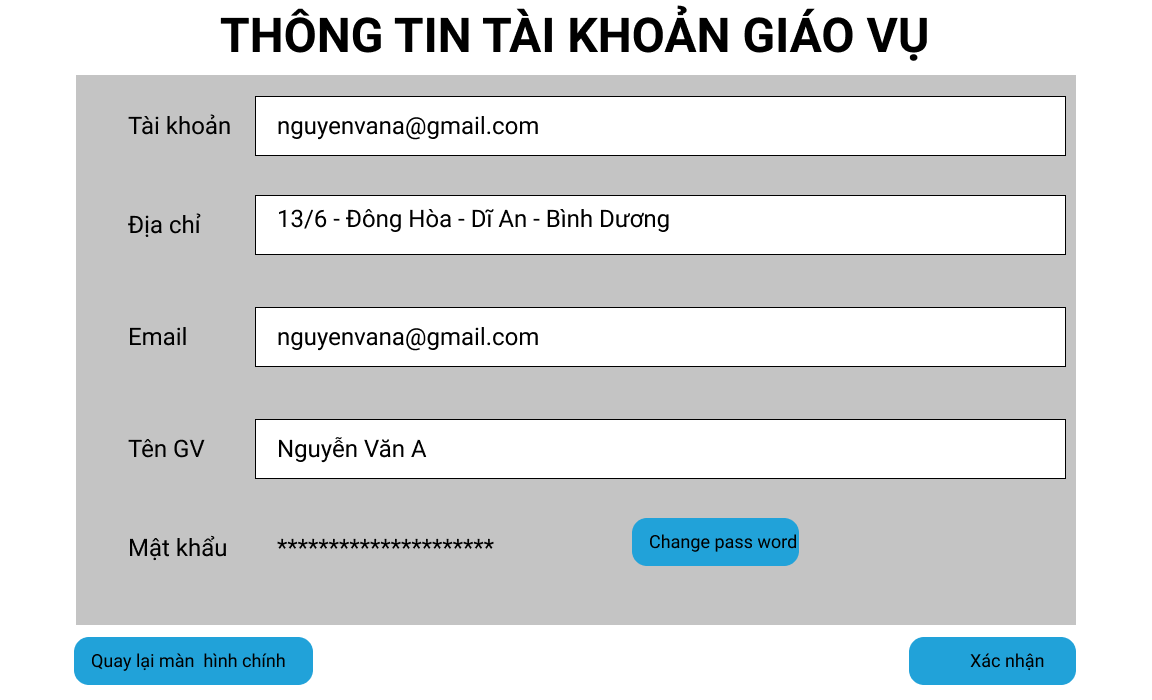 THÔNG TIN TÀI KHOẢN GIÁO VỤ
Tài khoản nguyenvana@gmail.com
Địa chỉ 13/6 - Đông Hòa - Dĩ An - Bình Dương
Email nguyenvana@gmail.com
Tên GV Nguyễn Văn A
Mật khẩu ********************* Change pass word
Quay lại màn  hình chính Xác nhận